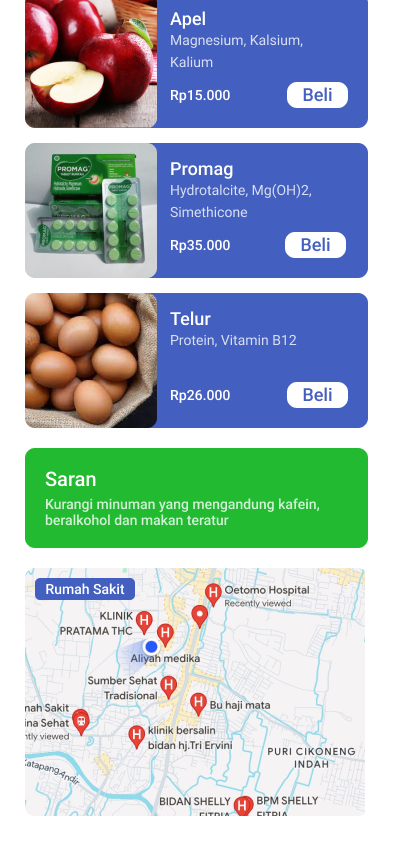 Apel
Magnesium, Kalsium,
Kalium
Rp15.000
Beli
PROMAG
PROMAG
Promag
Hydrotalcite, Mg(OH)2,
Simethicone
Rp35.000
Beli
Telur
Protein, Vitamin B12
Rp26.000
Beli
Saran
Kurangi minuman yang mengandung kafein,
beralkohol dan makan teratur
Rumah Sakit
Oetomo Hospital
Recently viewed
KLINIK
PRATAMA THC
Aliyah medika
Sumber Sehat
Tradisional
Bu haji mata
nah Sakit
ina Sehat
ntly viewed
klinik bersalin
bidan hj.Tri Ervini
PURI CIKONENG
INDAH
Katapang Andir
BIDAN SHELLY
FITRIA
BPM SHELLY
FITRIA